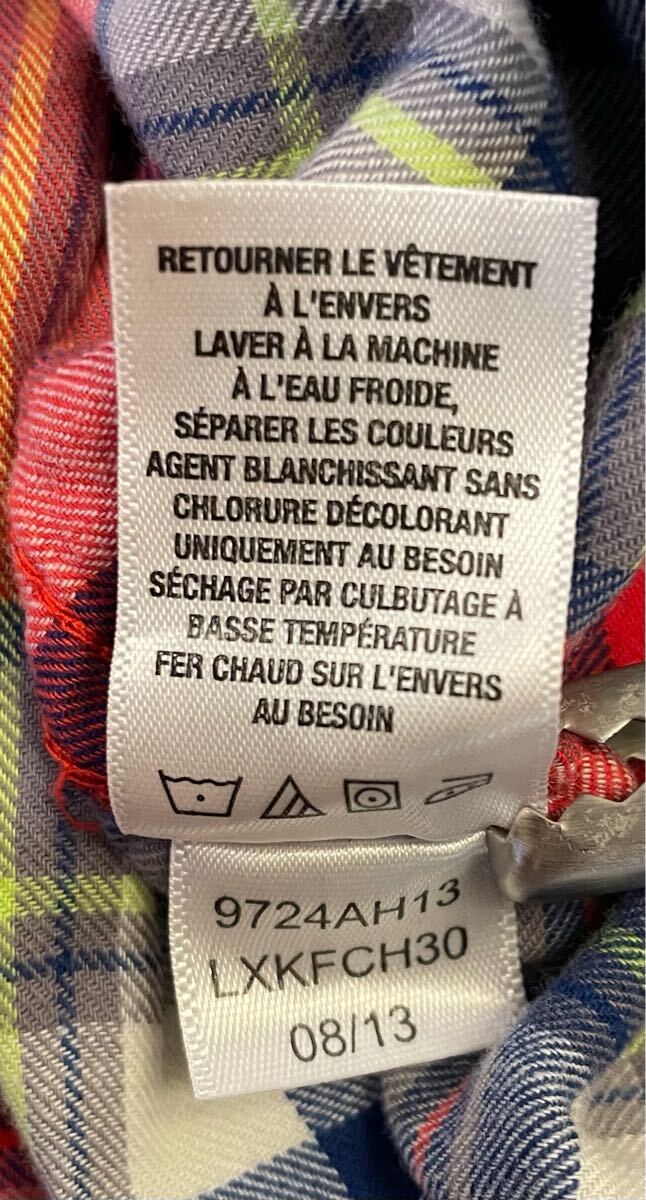 RETOURNER LE VÊTEMENT
À L'ENVERS
LAVER À LA MACHINE
À L'EAU FROIDE,
SÉPARER LES COULEURS
AGENT BLANCHISSANT SANS
CHLORURE DÉCOLORANT
UNIQUEMENT AU BESOIN
SÉCHAGE PAR CULBUTAGE À
BASSE TEMPÉRATURE
FER CHAUD SUR L'ENVERS
AU BESOIN
9724AH13
LXKFCH30
08/13